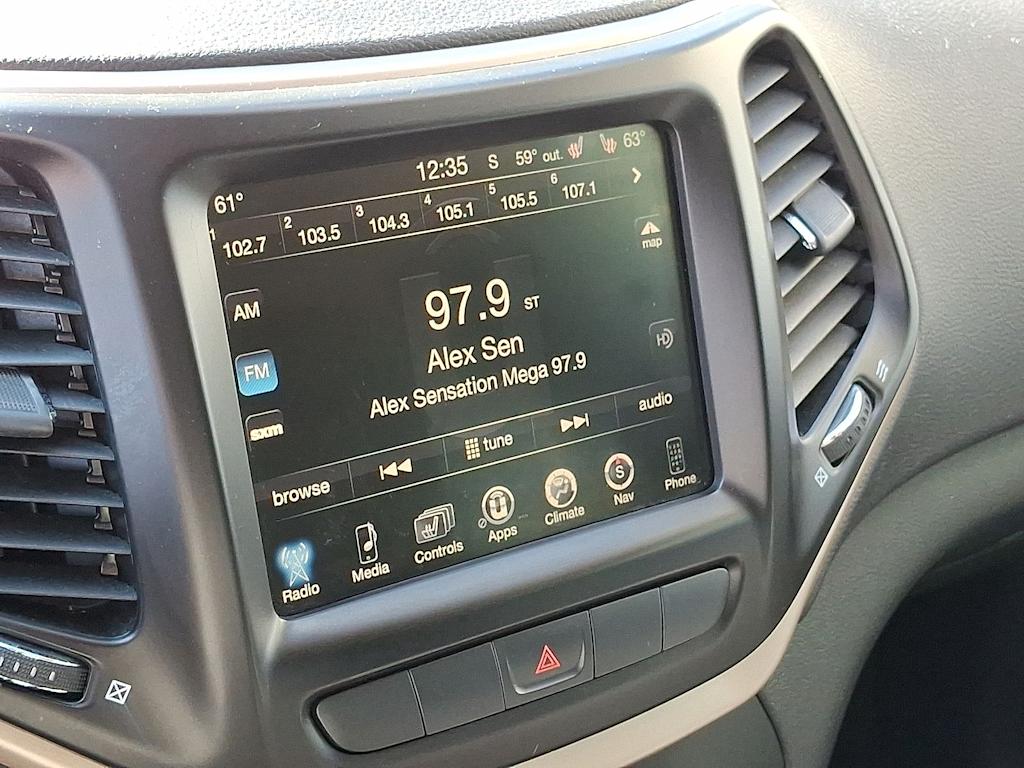 61° 12:35 S 59° out. 63°
1 102.7 2 103.5 3 104.3 4 105.1 5 105.5 6 107.1
map
AM 97.9 ST
HD
FM Alex Sen
Alex Sensation Mega 97.9
sxm
browse tune audio
Radio Media Controls Apps Climate S Nav Phone